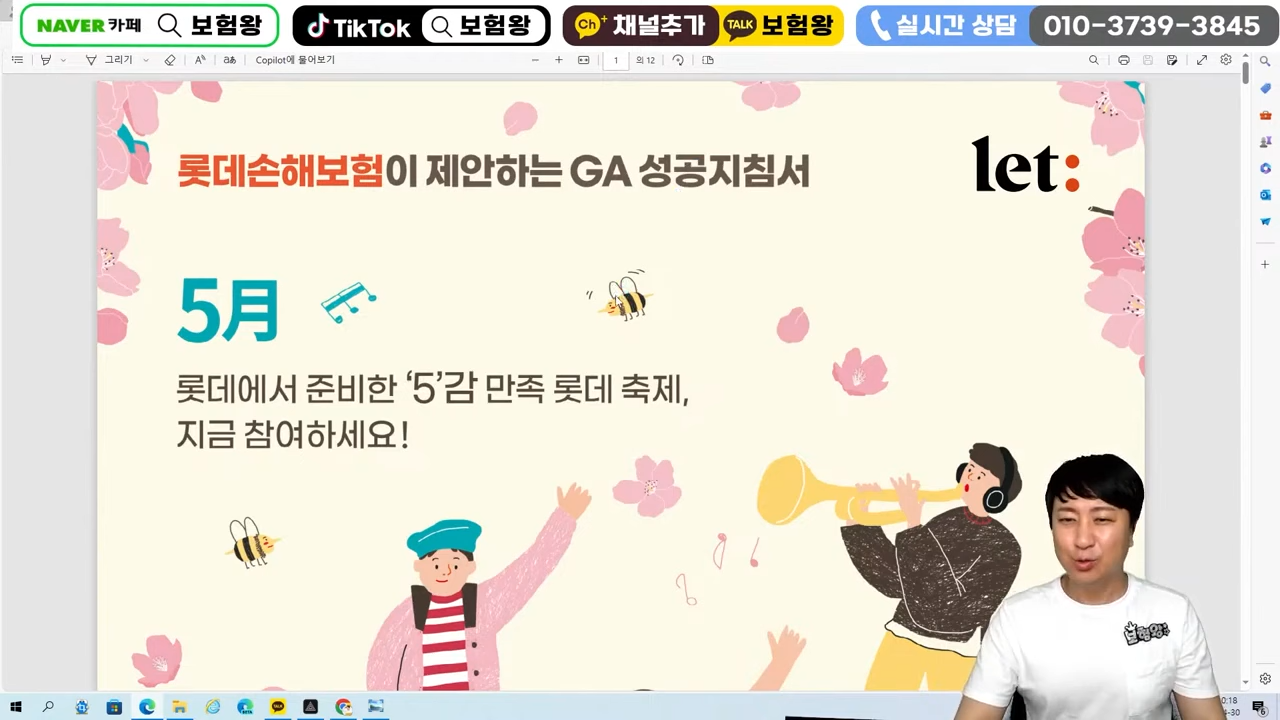 NAVER 카페 보험왕
TikTok 보험왕
Ch+ 채널추가 TALK 보험왕
실시간 상담 010-3739-3845
그리기 가 aあ Copilot에 물어보기
1 의 12
롯데손해보험이 제안하는 GA 성공지침서
let:
5月
롯데에서 준비한 ‘5’감 만족 롯데 축제,
지금 참여하세요!
보험왕